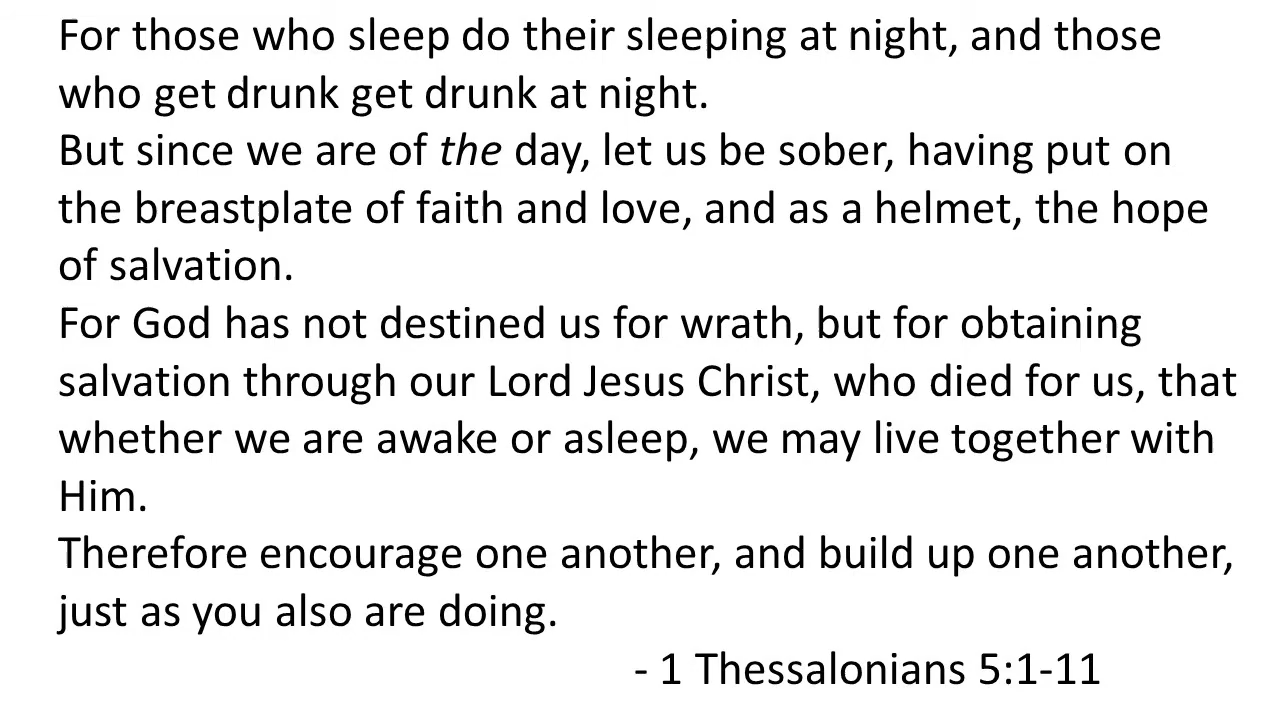 For those who sleep do their sleeping at night, and those
who get drunk get drunk at night.
But since we are of the day, let us be sober, having put on
the breastplate of faith and love, and as a helmet, the hope
of salvation.
For God has not destined us for wrath, but for obtaining
salvation through our Lord Jesus Christ, who died for us, that
whether we are awake or asleep, we may live together with
Him.
Therefore encourage one another, and build up one another,
just as you also are doing.
- 1 Thessalonians 5:1-11